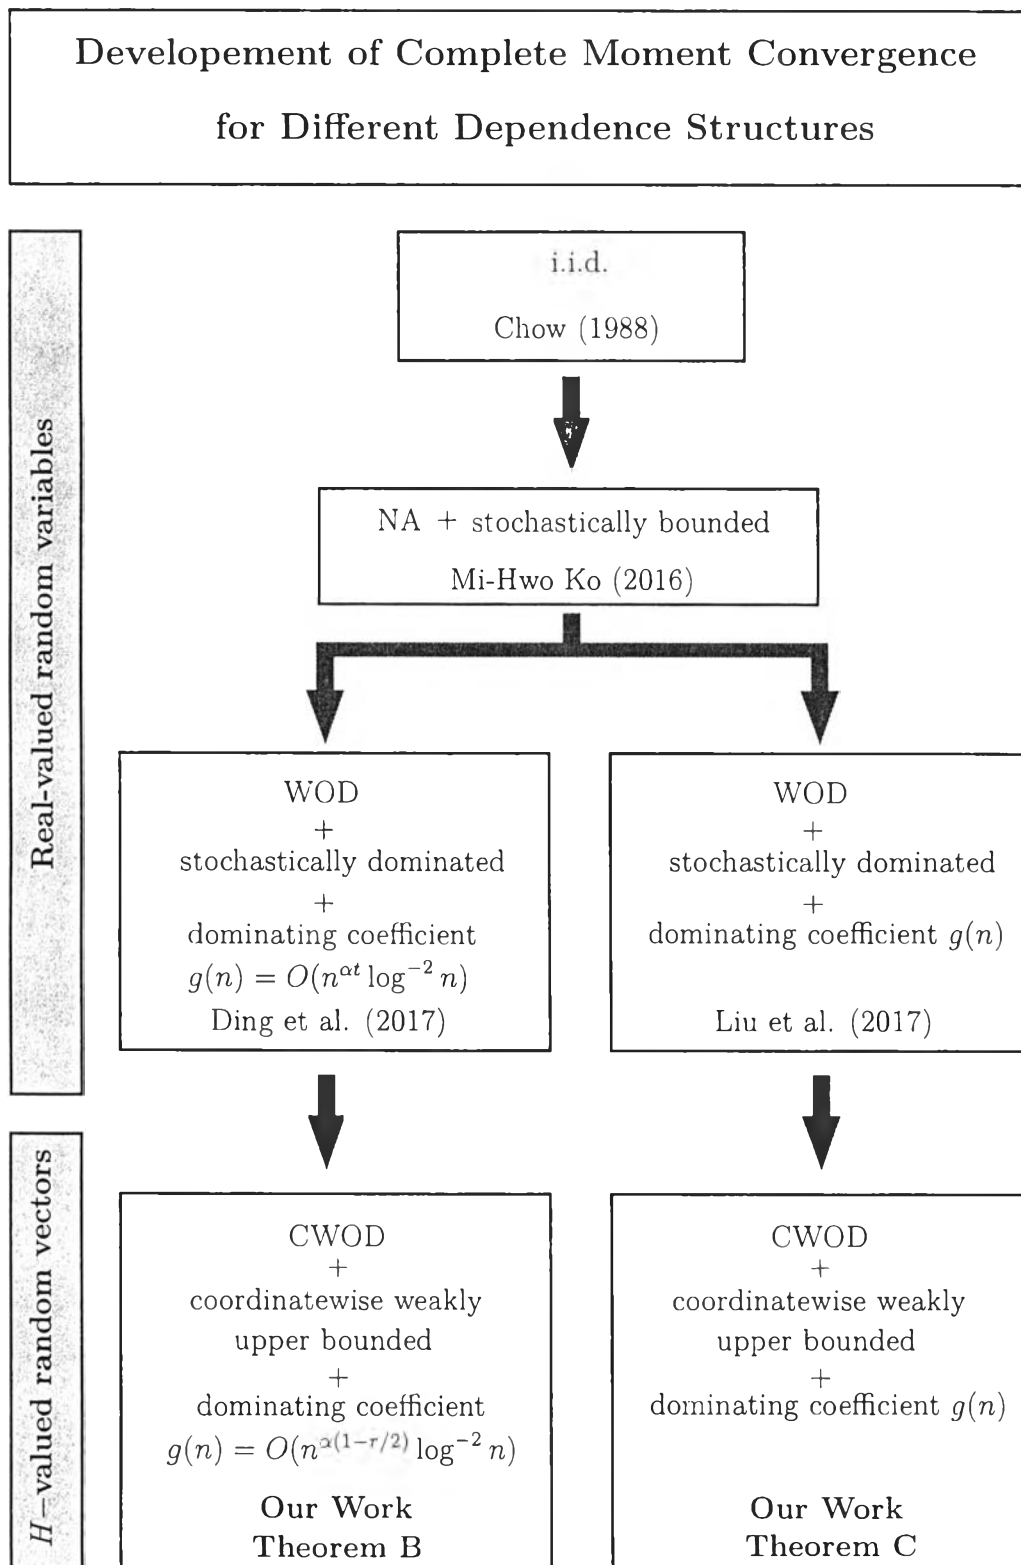 Developement of Complete Moment Convergence
for Different Dependence Structures
Real-valued random variables
i.i.d.
Chow (1988)
NA + stochastically bounded
Mi-Hwo Ko (2016)
WOD
+
stochastically dominated
+
dominating coefficient
g(n) = O(n^{αt} log^{-2} n)
Ding et al. (2017)
WOD
+
stochastically dominated
+
dominating coefficient g(n)
Liu et al. (2017)
H−valued random vectors
CWOD
+
coordinatewise weakly
upper bounded
+
dominating coefficient
g(n) = O(n^{α(1−r/2)} log^{-2} n)
Our Work
Theorem B
CWOD
+
coordinatewise weakly
upper bounded
+
dominating coefficient g(n)
Our Work
Theorem C